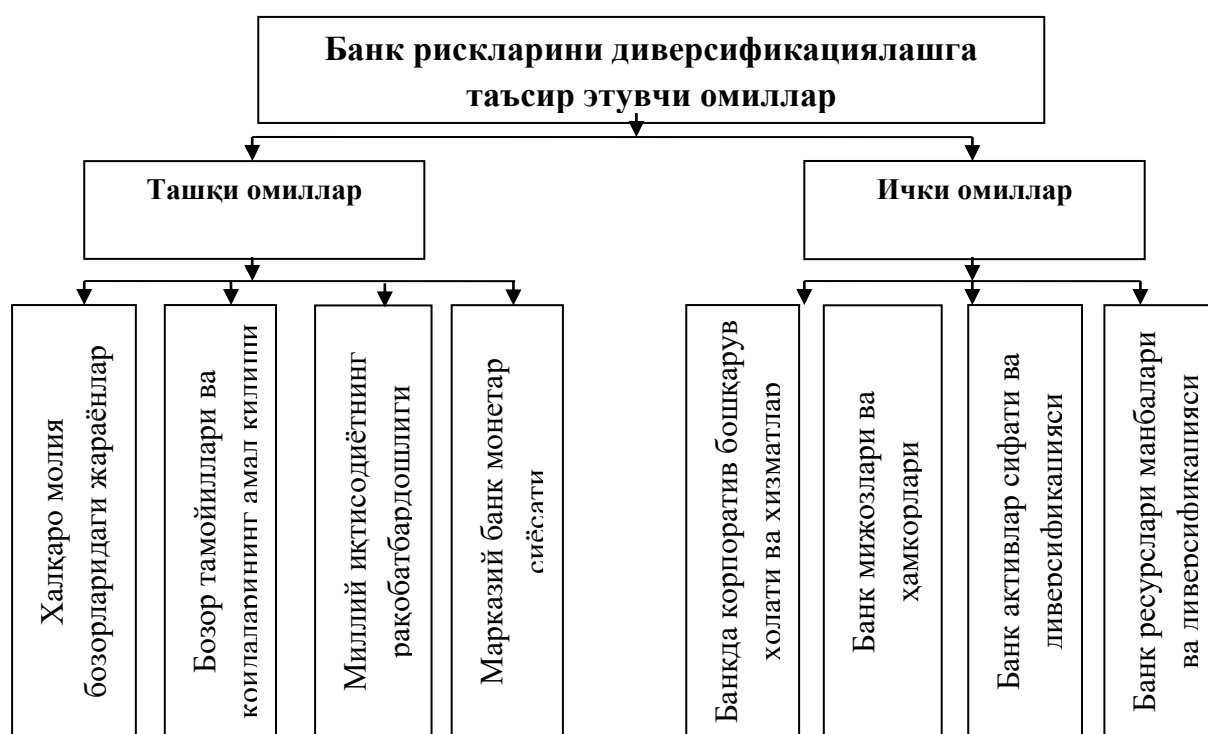 Банк рискларини диверсификациялашга
таъсир этувчи омиллар
Ташқи омиллар
Ички омиллар
Халқаро молия
бозорларидаги жараёнлар
Бозор тамойиллари ва
қоидаларининг амал қилиши
Миллий иқтисодиётнинг
рақобатбардошлиги
Марказий банк монетар
сиёсати
Банкда корпоратив бошқарув
холати ва хизматлар
Банк мижозлари ва
ҳамкорлари
Банк активлар сифати ва
диверсификацияси
Банк ресурслари манбалари
ва диверсификацияси